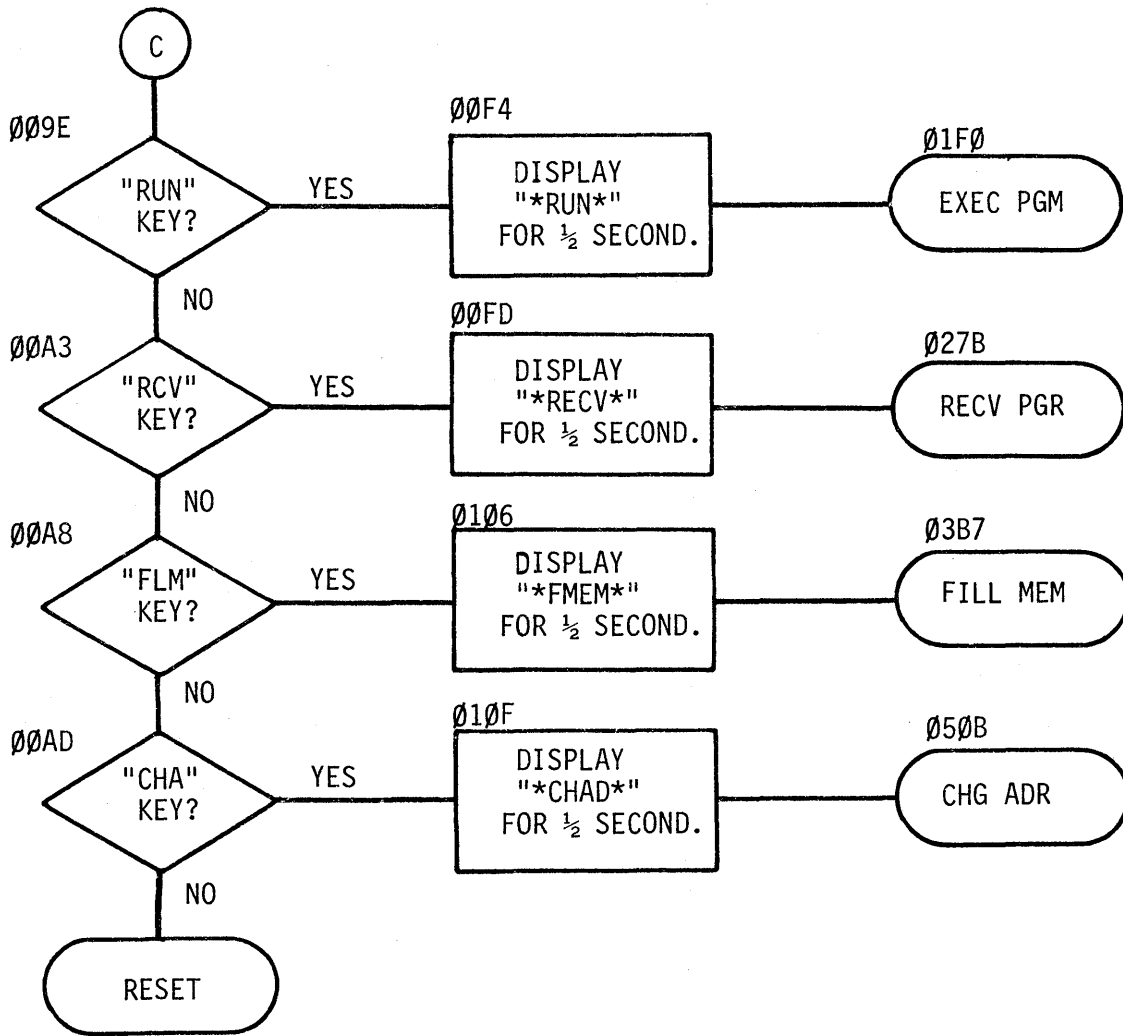 C
ØØ9E
"RUN"
KEY?
YES
NO
ØØF4
DISPLAY
"*RUN*"
FOR ½ SECOND.
Ø1FØ
EXEC PGM
ØØA3
"RCV"
KEY?
YES
NO
ØØFD
DISPLAY
"*RECV*"
FOR ½ SECOND.
Ø27B
RECV PGR
ØØA8
"FLM"
KEY?
YES
NO
Ø1Ø6
DISPLAY
"*FMEM*"
FOR ½ SECOND.
Ø3B7
FILL MEM
ØØAD
"CHA"
KEY?
YES
NO
Ø1ØF
DISPLAY
"*CHAD*"
FOR ½ SECOND.
Ø5ØB
CHG ADR
RESET